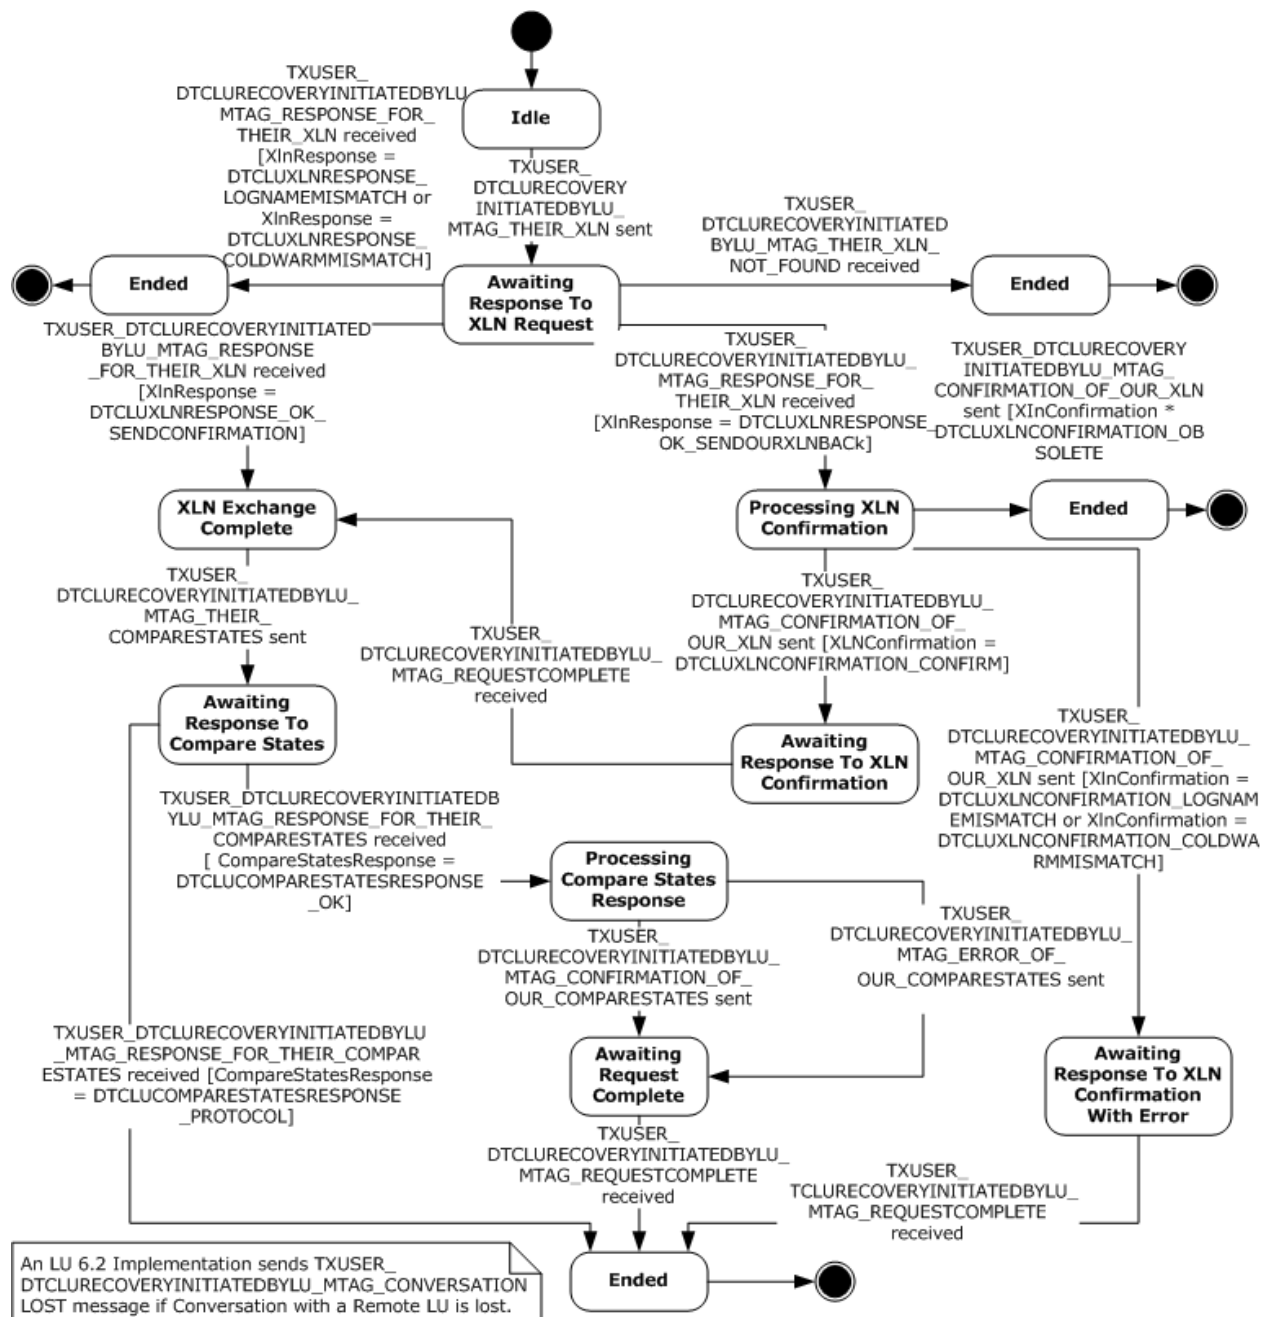 TXUSER_
DTCLURECOVERYINITIATEDBYLU_
MTAG_RESPONSE_FOR_
THEIR_XLN received
[XlnResponse =
DTCLUXLNRESPONSE_
LOGNAMEMISMATCH or
XlnResponse =
DTCLUXLNRESPONSE_
COLDWARMMISMATCH]
Idle
TXUSER_
DTCLURECOVERY
INITIATEDBYLU_
MTAG_THEIR_XLN sent
TXUSER_
DTCLURECOVERYINITIATED
BYLU_MTAG_THEIR_XLN_
NOT_FOUND received
Ended
Awaiting
Response To
XLN Request
Ended
TXUSER_DTCLURECOVERYINITIATED
BYLU_MTAG_RESPONSE
_FOR_THEIR_XLN received
[XlnResponse =
DTCLUXLNRESPONSE_OK_
SENDCONFIRMATION]
TXUSER_
DTCLURECOVERYINITIATEDBYLU_
MTAG_RESPONSE_FOR_
THEIR_XLN received
[XlnResponse = DTCLUXLNRESPONSE_
OK_SENDOURXLNBACk]
TXUSER_DTCLURECOVERY
INITIATEDBYLU_MTAG_
CONFIRMATION_OF_OUR_XLN
sent [XInConfirmation *
DTCLUXLNCONFIRMATION_OB
SOLETE
XLN Exchange
Complete
Processing XLN
Confirmation
Ended
TXUSER_
DTCLURECOVERYINITIATEDBYLU_
MTAG_THEIR_
COMPARESTATES sent
TXUSER_
DTCLURECOVERYINITIATEDBYLU_
MTAG_REQUESTCOMPLETE
received
TXUSER_
DTCLURECOVERYINITIATEDBYLU_
MTAG_CONFIRMATION_OF_
OUR_XLN sent [XLNConfirmation =
DTCLUXLNCONFIRMATION_CONFIRM]
Awaiting
Response To
Compare States
Awaiting
Response To XLN
Confirmation
TXUSER_
DTCLURECOVERYINITIATEDBYLU_
MTAG_CONFIRMATION_OF_
OUR_XLN sent [XInConfirmation =
DTCLUXLNCONFIRMATION_LOGNAM
EMISMATCH or XlnConfirmation =
DTCLUXLNCONFIRMATION_COLDWA
RMMISMATCH]
TXUSER_DTCLURECOVERYINITIATEDB
YLU_MTAG_RESPONSE_FOR_THEIR_
COMPARESTATES received
[ CompareStatesResponse =
DTCLUCOMPARESTATESRESPONSE
_OK]
Processing
Compare States
Response
TXUSER_
DTCLURECOVERYINITIATEDBYLU_
MTAG_CONFIRMATION_OF_
OUR_COMPARESTATES sent
TXUSER_
DTCLURECOVERYINITIATEDBYLU_
MTAG_ERROR_OF_
OUR_COMPARESTATES sent
TXUSER_DTCLURECOVERYINITIATEDBYLU
_MTAG_RESPONSE_FOR_THEIR_COMPAR
ESTATES received [CompareStatesResponse
= DTCLUCOMPARESTATESRESPONSE
_PROTOCOL]
Awaiting
Request
Complete
Awaiting
Response To XLN
Confirmation
With Error
TXUSER_
DTCLURECOVERYINITIATEDBYLU_
MTAG_REQUESTCOMPLETE
received
TXUSER_
TCLURECOVERYINITIATEDBYLU_
MTAG_REQUESTCOMPLETE
received
An LU 6.2 Implementation sends TXUSER_
DTCLURECOVERYINITIATEDBYLU_MTAG_CONVERSATION
LOST message if Conversation with a Remote LU is lost.
Ended